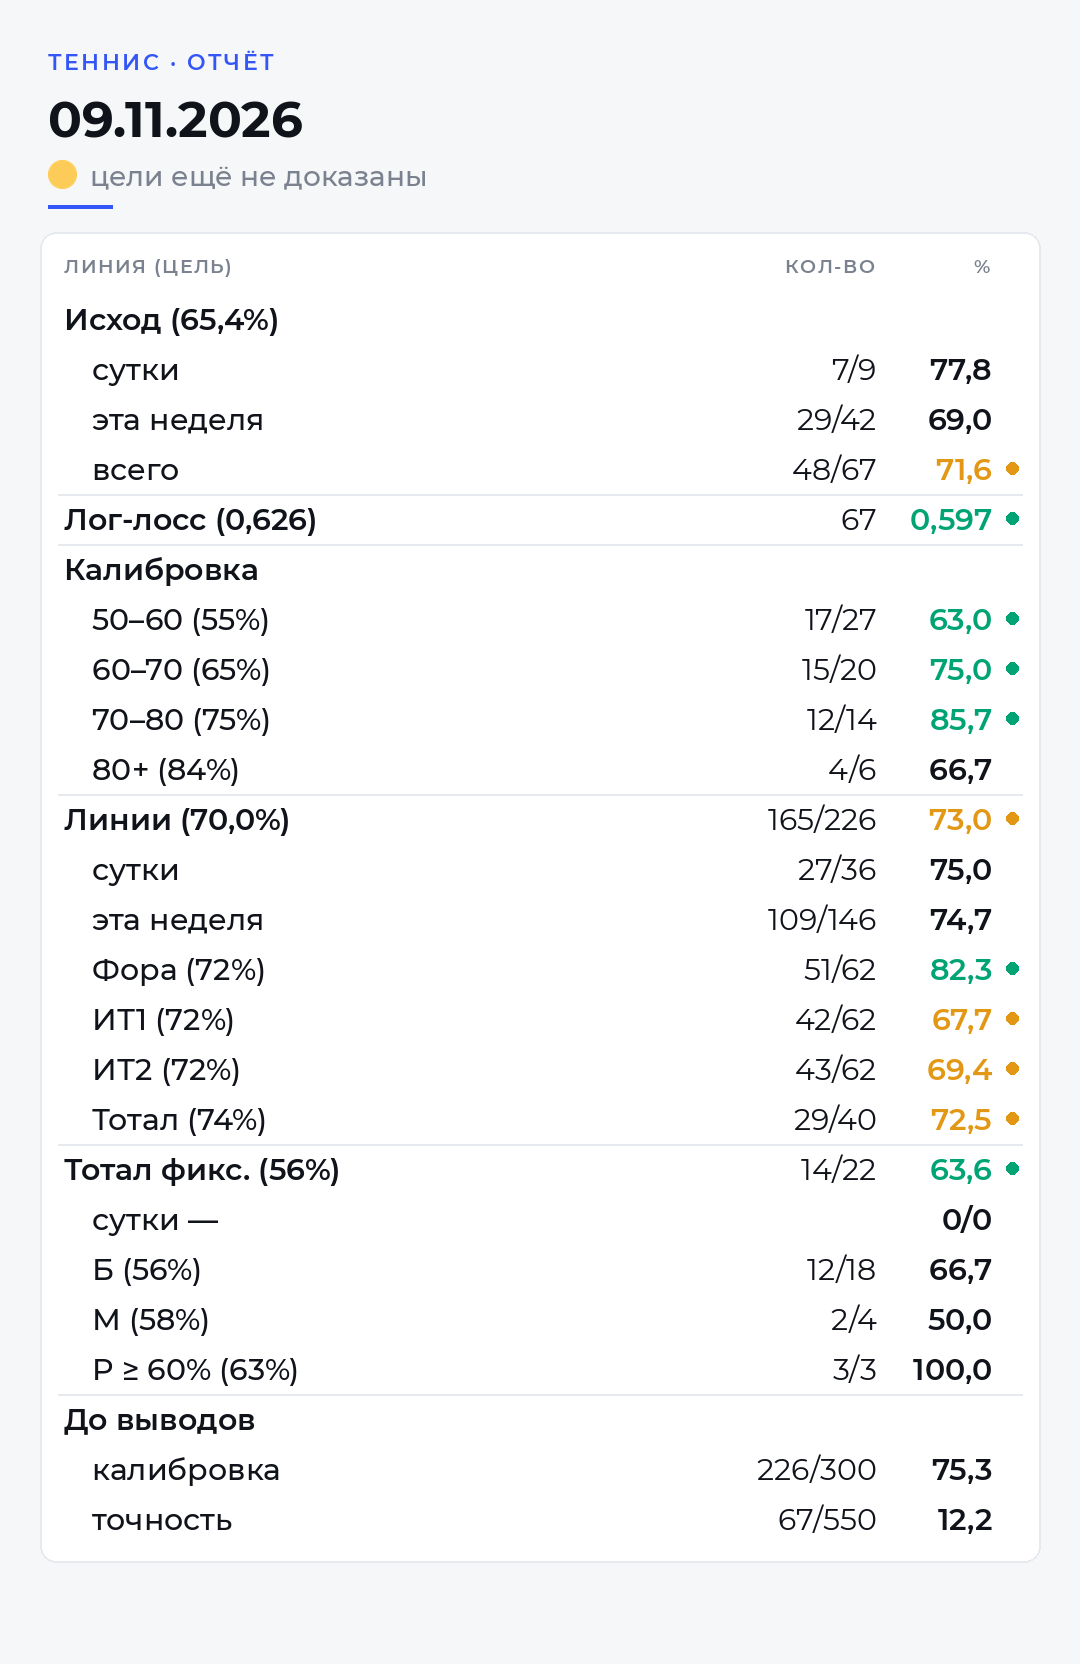 ТЕННИС · ОТЧЁТ
09.11.2026
цели ещё не доказаны
ЛИНИЯ (ЦЕЛЬ) КОЛ-ВО %
Исход (65,4%)
сутки 7/9 77,8
эта неделя 29/42 69,0
всего 48/67 71,6
Лог-лосс (0,626) 67 0,597
Калибровка
50–60 (55%) 17/27 63,0
60–70 (65%) 15/20 75,0
70–80 (75%) 12/14 85,7
80+ (84%) 4/6 66,7
Линии (70,0%) 165/226 73,0
сутки 27/36 75,0
эта неделя 109/146 74,7
Фора (72%) 51/62 82,3
ИТ1 (72%) 42/62 67,7
ИТ2 (72%) 43/62 69,4
Тотал (74%) 29/40 72,5
Тотал фикс. (56%) 14/22 63,6
сутки — 0/0
Б (56%) 12/18 66,7
М (58%) 2/4 50,0
Р ≥ 60% (63%) 3/3 100,0
До выводов
калибровка 226/300 75,3
точность 67/550 12,2